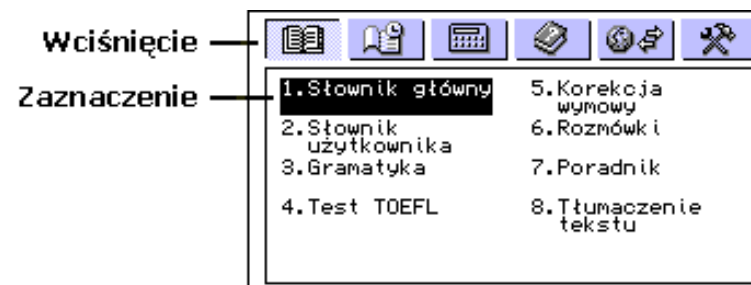 Wciśnięcie
Zaznaczenie
1.Słownik główny
2.Słownik
użytkownika
3.Gramatyka
4.Test TOEFL
5.Korekcja
wymowy
6.Rozmówki
7.Poradnik
8.Tłumaczenie
tekstu